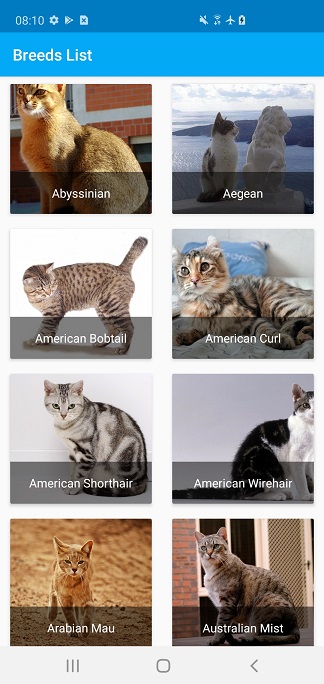 08:10
Breeds List
Abyssinian
Aegean
American Bobtail
American Curl
American Shorthair
American Wirehair
Arabian Mau
Australian Mist